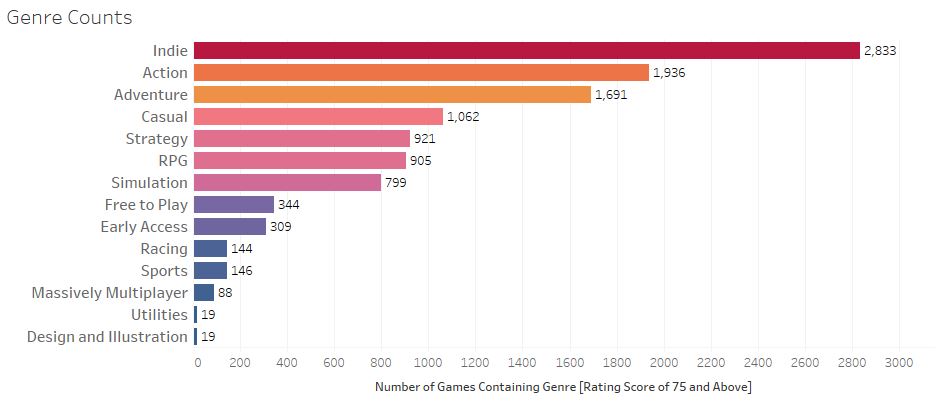 Genre Counts
Indie 2,833
Action 1,936
Adventure 1,691
Casual 1,062
Strategy 921
RPG 905
Simulation 799
Free to Play 344
Early Access 309
Racing 144
Sports 146
Massively Multiplayer 88
Utilities 19
Design and Illustration 19
0 200 400 600 800 1000 1200 1400 1600 1800 2000 2200 2400 2600 2800 3000
Number of Games Containing Genre [Rating Score of 75 and Above]